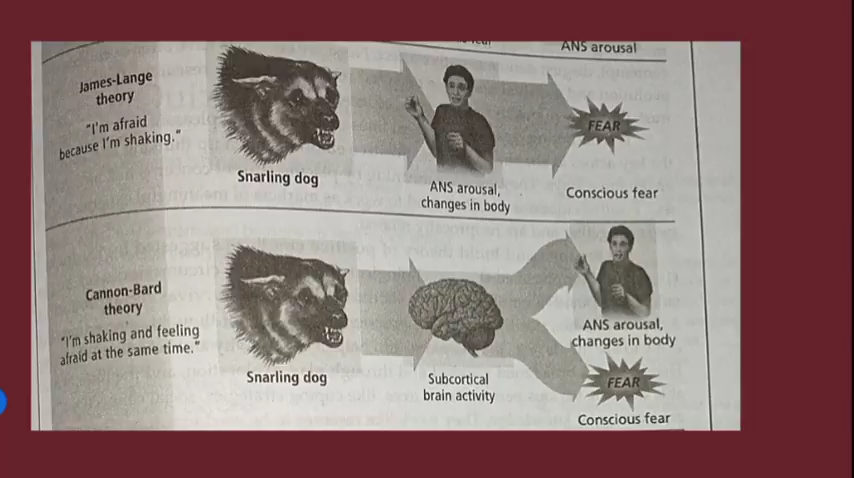 ANS arousal
James-Lange
theory
"I'm afraid
because I'm shaking."
FEAR
Snarling dog
ANS arousal,
changes in body
Conscious fear
Cannon-Bard
theory
"I'm shaking and feeling
afraid at the same time."
ANS arousal,
changes in body
FEAR
Snarling dog
Subcortical
brain activity
Conscious fear